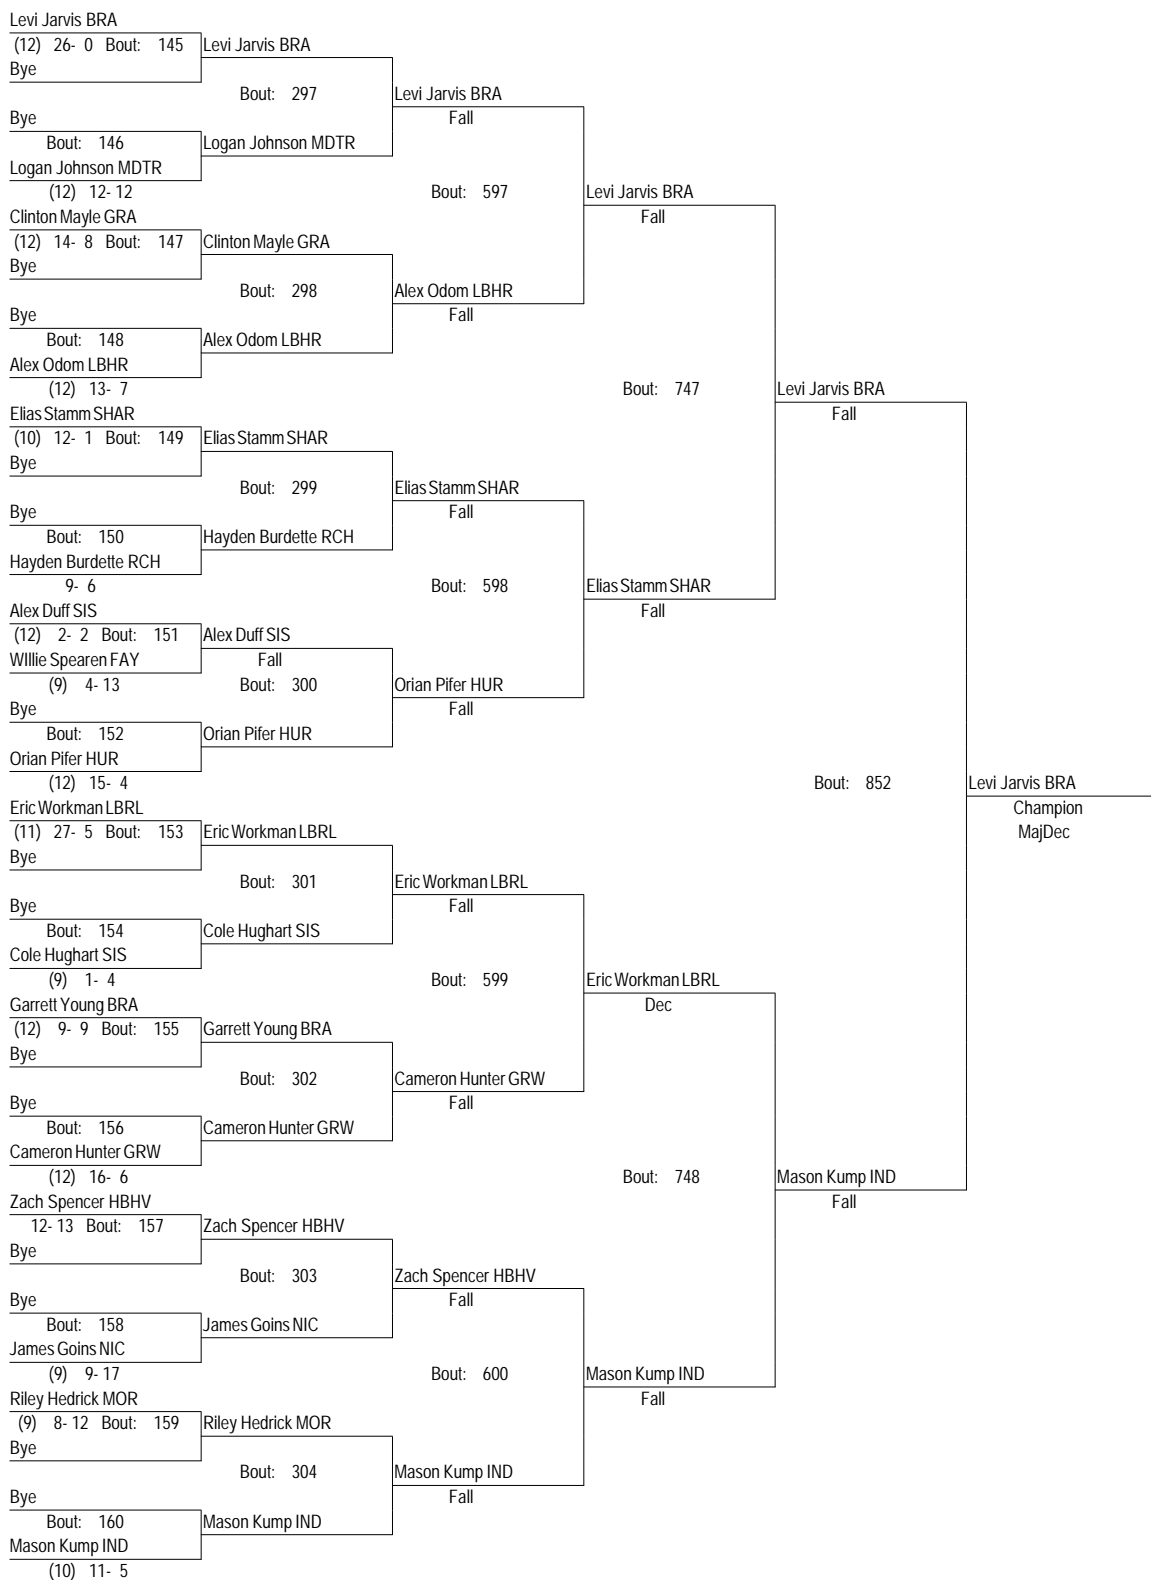 Levi Jarvis BRA
(12) 26- 0 Bout: 145 Levi Jarvis BRA
Bye
Bout: 297 Levi Jarvis BRA
Bye Fall
Bout: 146 Logan Johnson MDTR
Logan Johnson MDTR
(12) 12- 12 Bout: 597 Levi Jarvis BRA
Clinton Mayle GRA Fall
(12) 14- 8 Bout: 147 Clinton Mayle GRA
Bye
Bout: 298 Alex Odom LBHR
Bye Fall
Bout: 148 Alex Odom LBHR
Alex Odom LBHR
(12) 13- 7 Bout: 747 Levi Jarvis BRA
Elias Stamm SHAR Fall
(10) 12- 1 Bout: 149 Elias Stamm SHAR
Bye
Bout: 299 Elias Stamm SHAR
Bye Fall
Bout: 150 Hayden Burdette RCH
Hayden Burdette RCH
9- 6 Bout: 598 Elias Stamm SHAR
Alex Duff SIS Fall
(12) 2- 2 Bout: 151 Alex Duff SIS
WIllie Spearen FAY Fall
(9) 4- 13 Bout: 300 Orian Pifer HUR
Bye Fall
Bout: 152 Orian Pifer HUR
Orian Pifer HUR
(12) 15- 4 Bout: 852 Levi Jarvis BRA
Eric Workman LBRL Champion
(11) 27- 5 Bout: 153 Eric Workman LBRL MajDec
Bye
Bout: 301 Eric Workman LBRL
Bye Fall
Bout: 154 Cole Hughart SIS
Cole Hughart SIS
(9) 1- 4 Bout: 599 Eric Workman LBRL
Garrett Young BRA Dec
(12) 9- 9 Bout: 155 Garrett Young BRA
Bye
Bout: 302 Cameron Hunter GRW
Bye Fall
Bout: 156 Cameron Hunter GRW
Cameron Hunter GRW
(12) 16- 6 Bout: 748 Mason Kump IND
Zach Spencer HBHV Fall
12- 13 Bout: 157 Zach Spencer HBHV
Bye
Bout: 303 Zach Spencer HBHV
Bye Fall
Bout: 158 James Goins NIC
James Goins NIC
(9) 9- 17 Bout: 600 Mason Kump IND
Riley Hedrick MOR Fall
(9) 8- 12 Bout: 159 Riley Hedrick MOR
Bye
Bout: 304 Mason Kump IND
Bye Fall
Bout: 160 Mason Kump IND
Mason Kump IND
(10) 11- 5